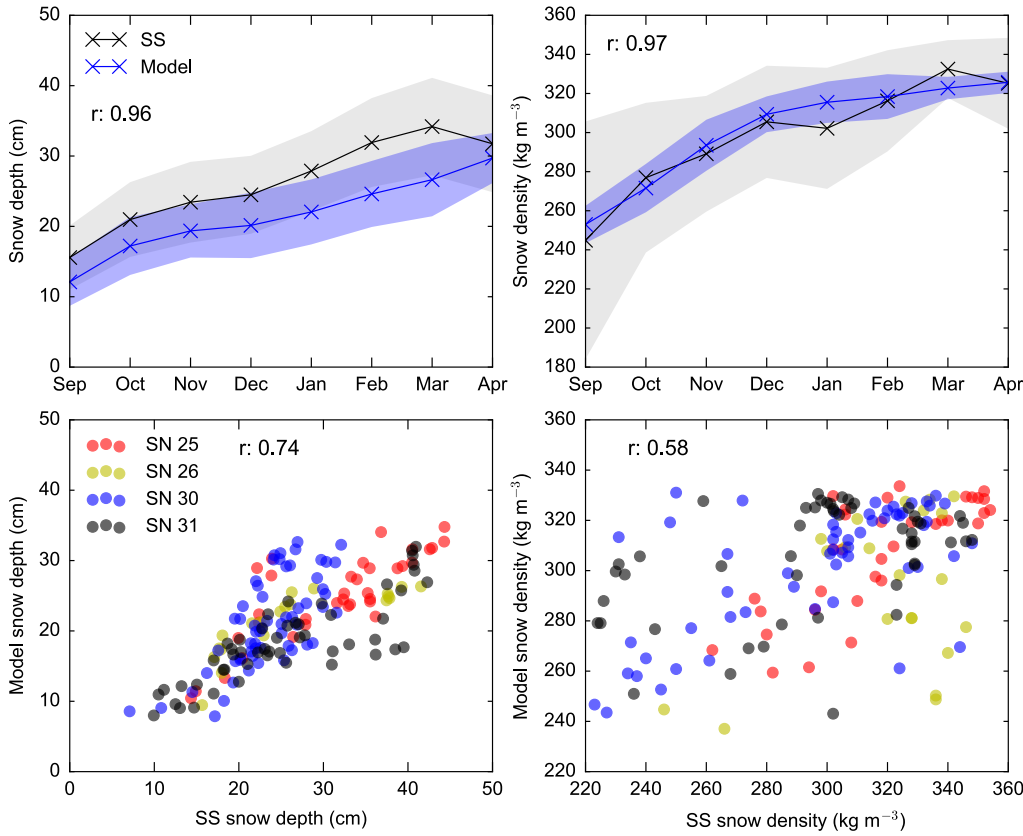 50
40
30
20
10
0
Snow depth (cm)
SS
Model
r: 0.96
Sep Oct Nov Dec Jan Feb Mar Apr
360
340
320
300
280
260
240
220
200
180
Snow density (kg m⁻³)
r: 0.97
Sep Oct Nov Dec Jan Feb Mar Apr
50
40
30
20
10
0
Model snow depth (cm)
SN 25
SN 26
SN 30
SN 31
r: 0.74
0 10 20 30 40 50
SS snow depth (cm)
360
340
320
300
280
260
240
220
Model snow density (kg m⁻³)
r: 0.58
220 240 260 280 300 320 340 360
SS snow density (kg m⁻³)